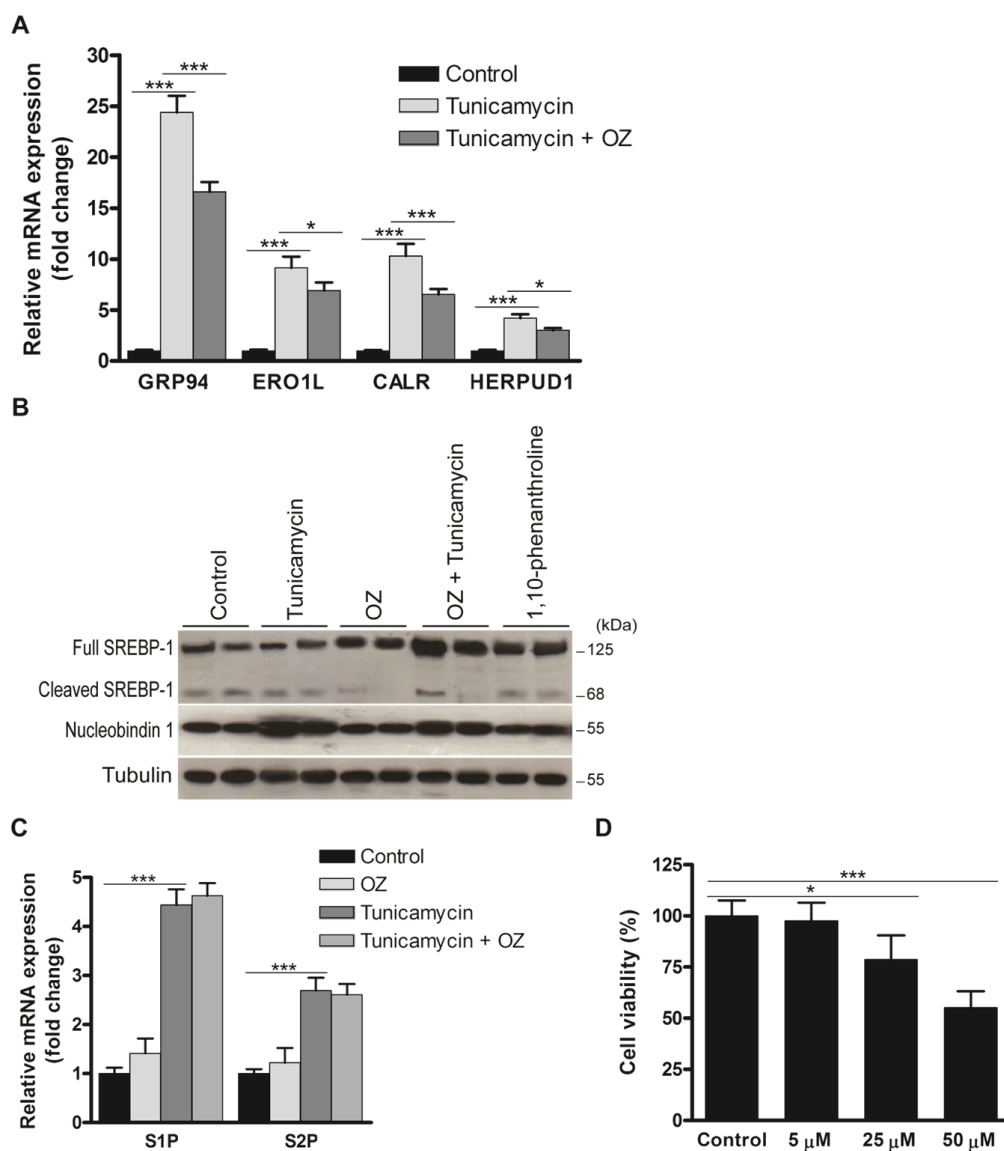 A
30
25
20
15
10
5
0
Relative mRNA expression
(fold change)
Control
Tunicamycin
Tunicamycin + OZ
*** ***
*** *
*** ***
*** *
GRP94 ERO1L CALR HERPUD1
B
Control
Tunicamycin
OZ
OZ + Tunicamycin
1,10-phenanthroline
(kDa)
Full SREBP-1
125
Cleaved SREBP-1
68
Nucleobindin 1
55
Tubulin
55
C
Control
OZ
Tunicamycin
Tunicamycin + OZ
5
4
3
2
1
0
Relative mRNA expression
(fold change)
***
***
S1P S2P
D
125
100
75
50
25
0
Cell viability (%)
***
*
Control 5 µM 25 µM 50 µM